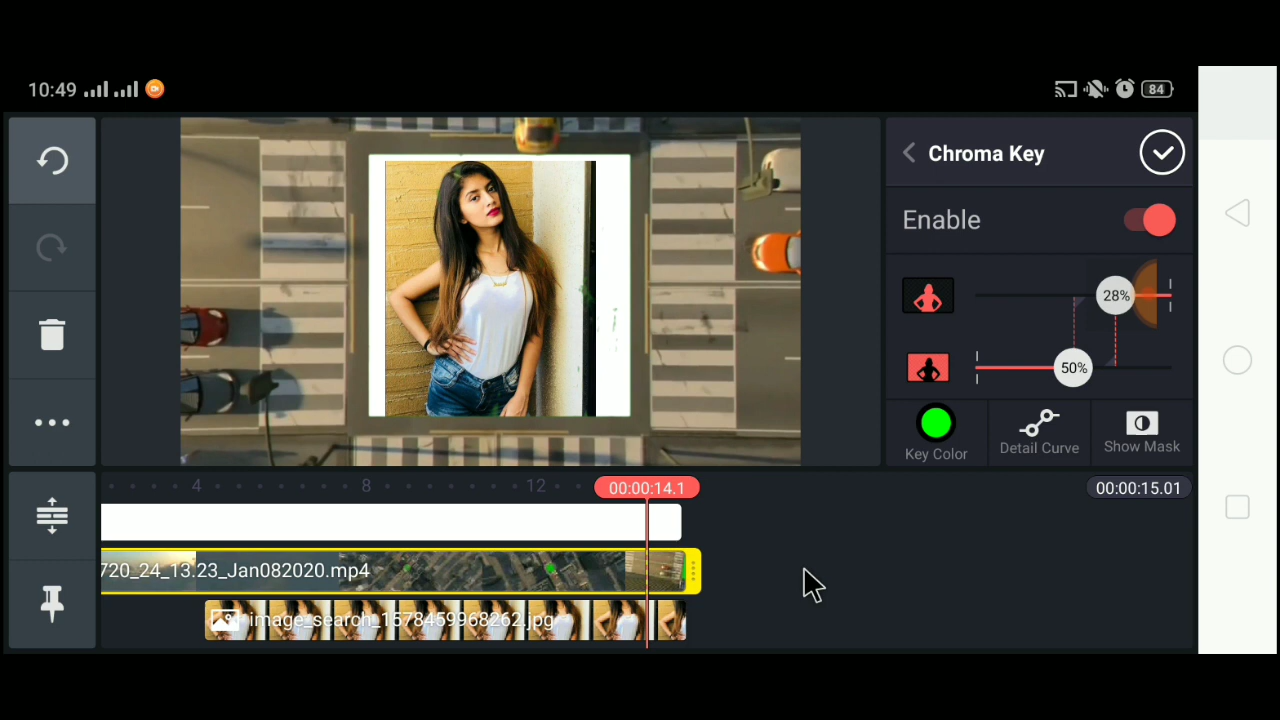 10:49
84
Chroma Key
Enable
28%
50%
Key Color
Detail Curve
Show Mask
4
8
12
00:00:14.1
00:00:15.01
720_24_13.23_Jan082020.mp4
image_search_1578459968262.jpg